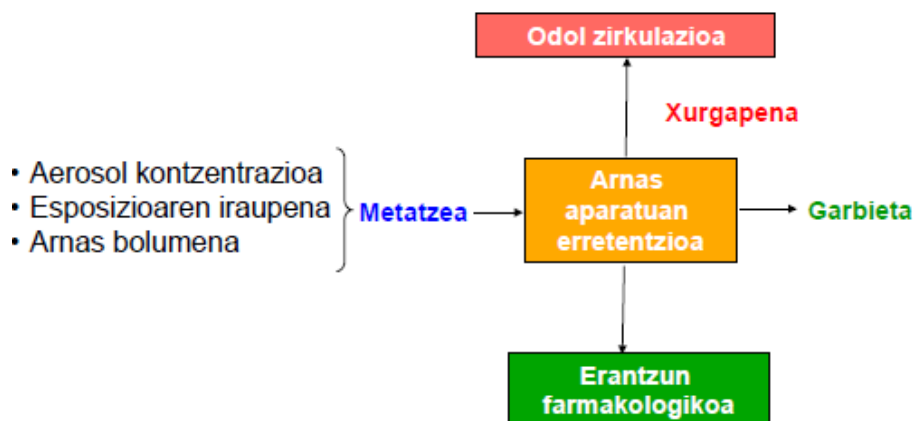 Odol zirkulazioa
Xurgapena
• Aerosol kontzentrazioa
• Esposizioaren iraupena
• Arnas bolumena
Metatzea
Arnas
aparatuan
erretentzioa
Garbieta
Erantzun
farmakologikoa